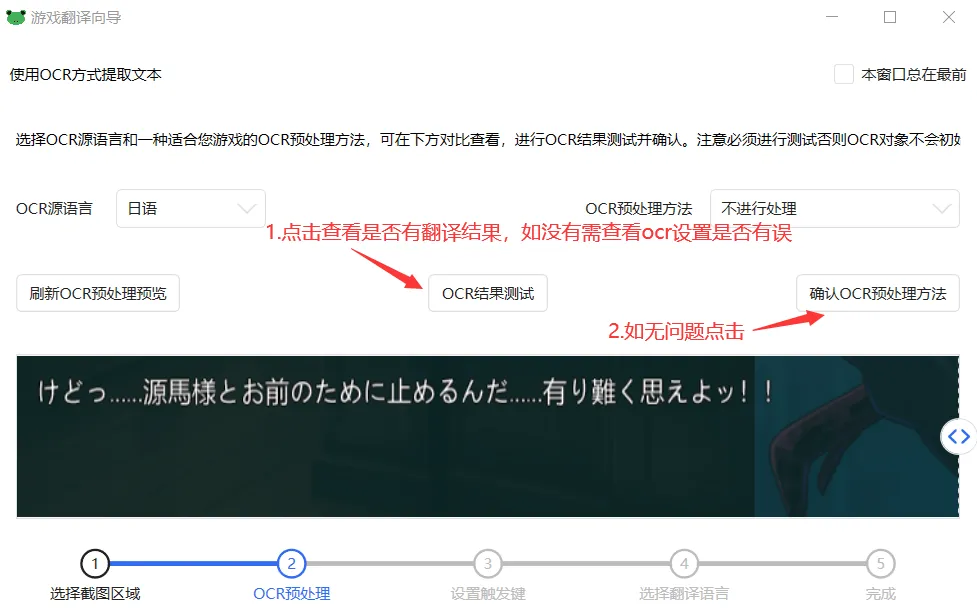 游戏翻译向导
使用OCR方式提取文本
本窗口总在最前
选择OCR源语言和一种适合您游戏的OCR预处理方法，可在下方对比查看，进行OCR结果测试并确认。注意必须进行测试否则OCR对象不会初
OCR源语言
日语
OCR预处理方法
不进行处理
1.点击查看是否有翻译结果，如没有需查看ocr设置是否有误
刷新OCR预处理预览
OCR结果测试
确认OCR预处理方法
2.如无问题点击
けどっ……源馬様とお前のために止めるんだ……有り難く思えよッ！！
1
2
3
4
5
选择截图区域
OCR预处理
设置触发键
选择翻译语言
完成